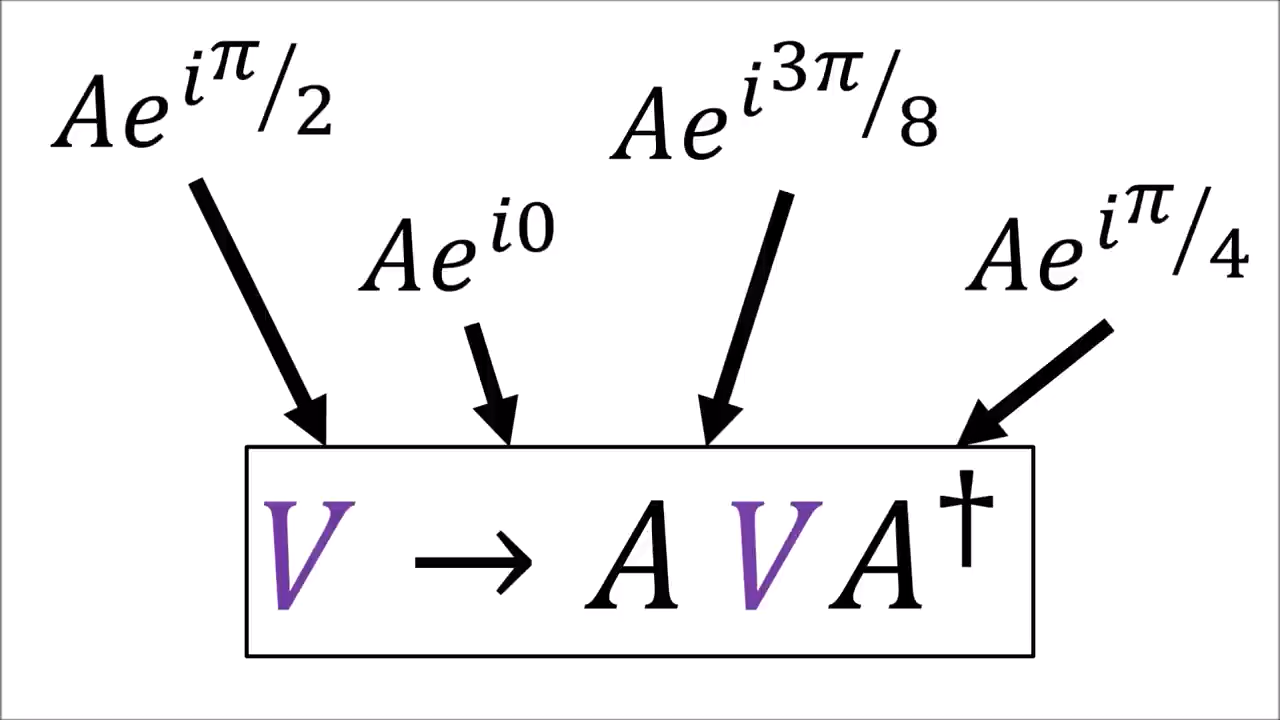 Ae^{iπ/2} Ae^{i3π/8}
Ae^{i0} Ae^{iπ/4}
V → A V A^†